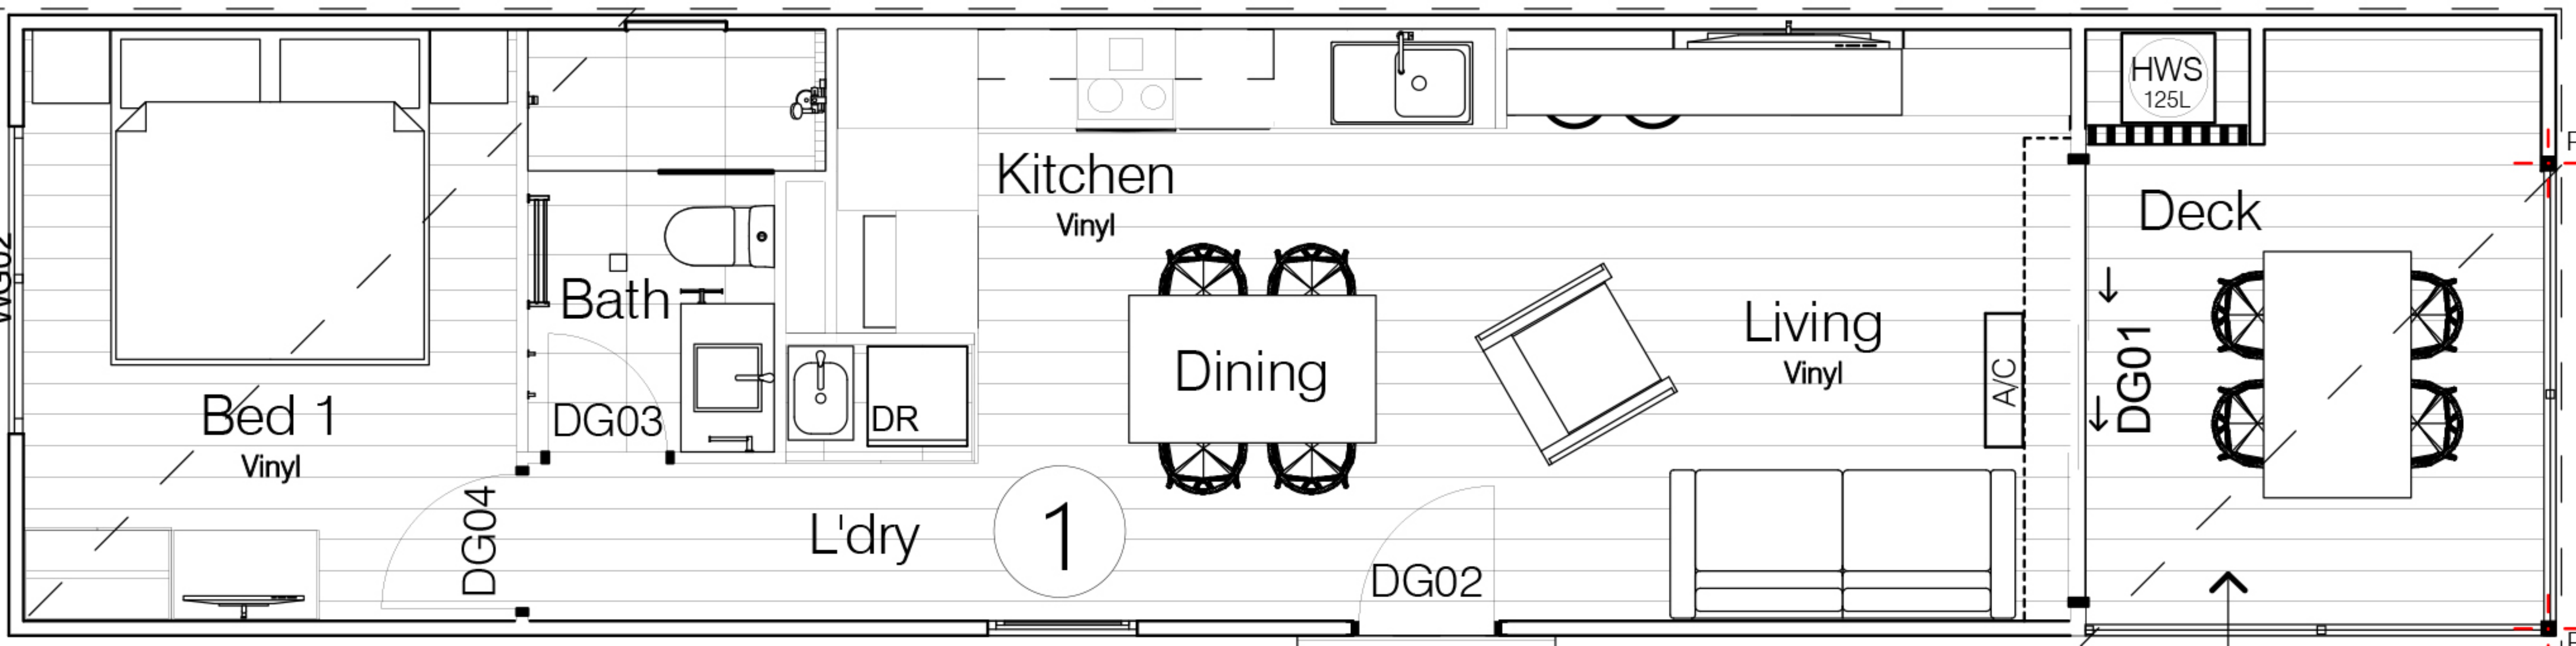 HWS
125L
Kitchen
Vinyl
Deck
WG02
Bath
Living
Vinyl
Dining
A/C
DG01
Bed 1
Vinyl
DG03
DR
DG04
L'dry
1
DG02